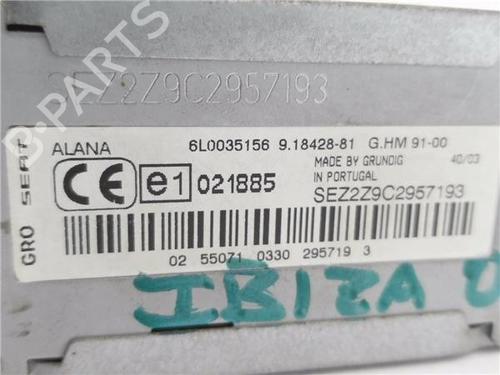 SEZ2Z9C2957193
ALANA 6L0035156 9.18428-81 G.HM 91-00
MADE BY GRUNDIG 40/03
IN PORTUGAL
GRO SEAT
CE e1 021885 SEZ2Z9C2957193
02 55071 0330 295719 3
IBIZA
B-PARTS